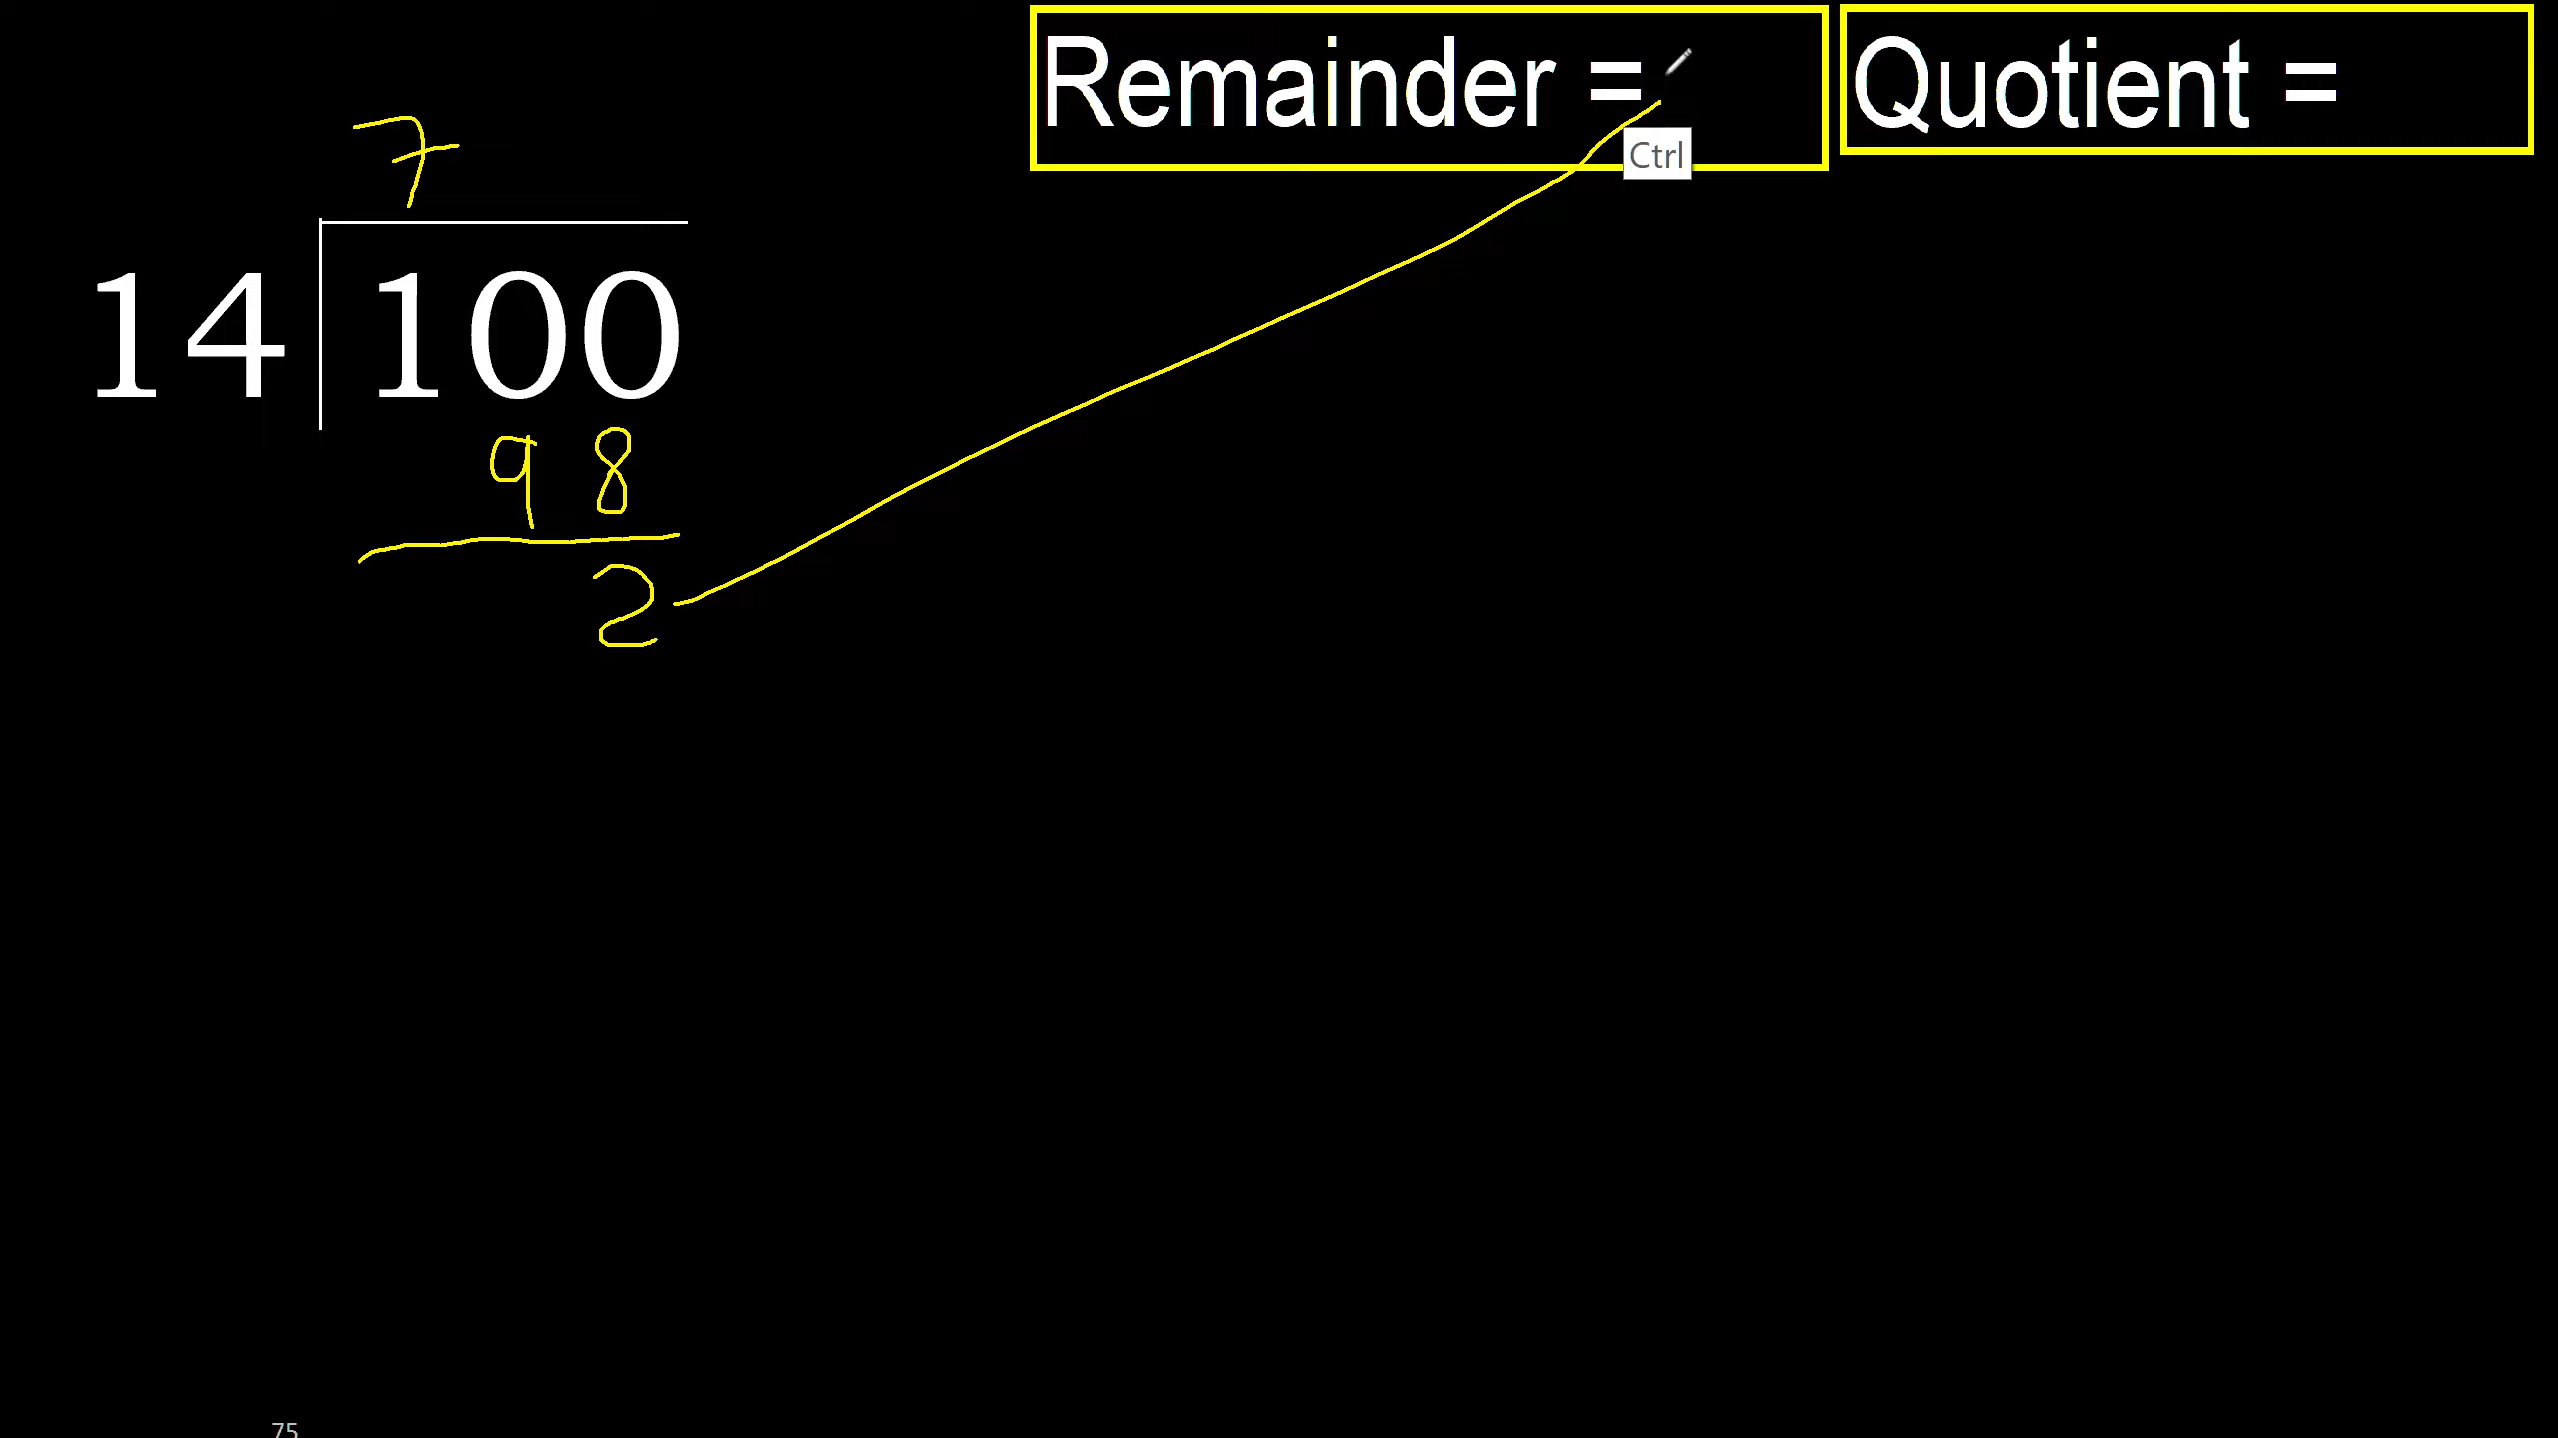 Remainder =
Quotient =
Ctrl
7
14 100
98
2
75